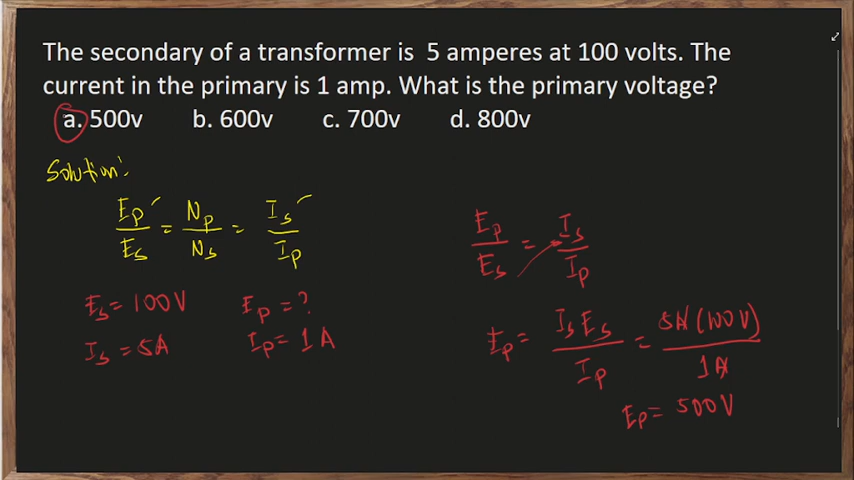 The secondary of a transformer is 5 amperes at 100 volts. The
current in the primary is 1 amp. What is the primary voltage?
a. 500v b. 600v c. 700v d. 800v
Solution:
Ep/Es = Np/Ns = Is/Ip
Es = 100V Ep = ?
Is = 5A Ip = 1A
Ep/Es = Is/Ip
Ep = IsEs/Ip = 5A(100V)/1A
Ep = 500V